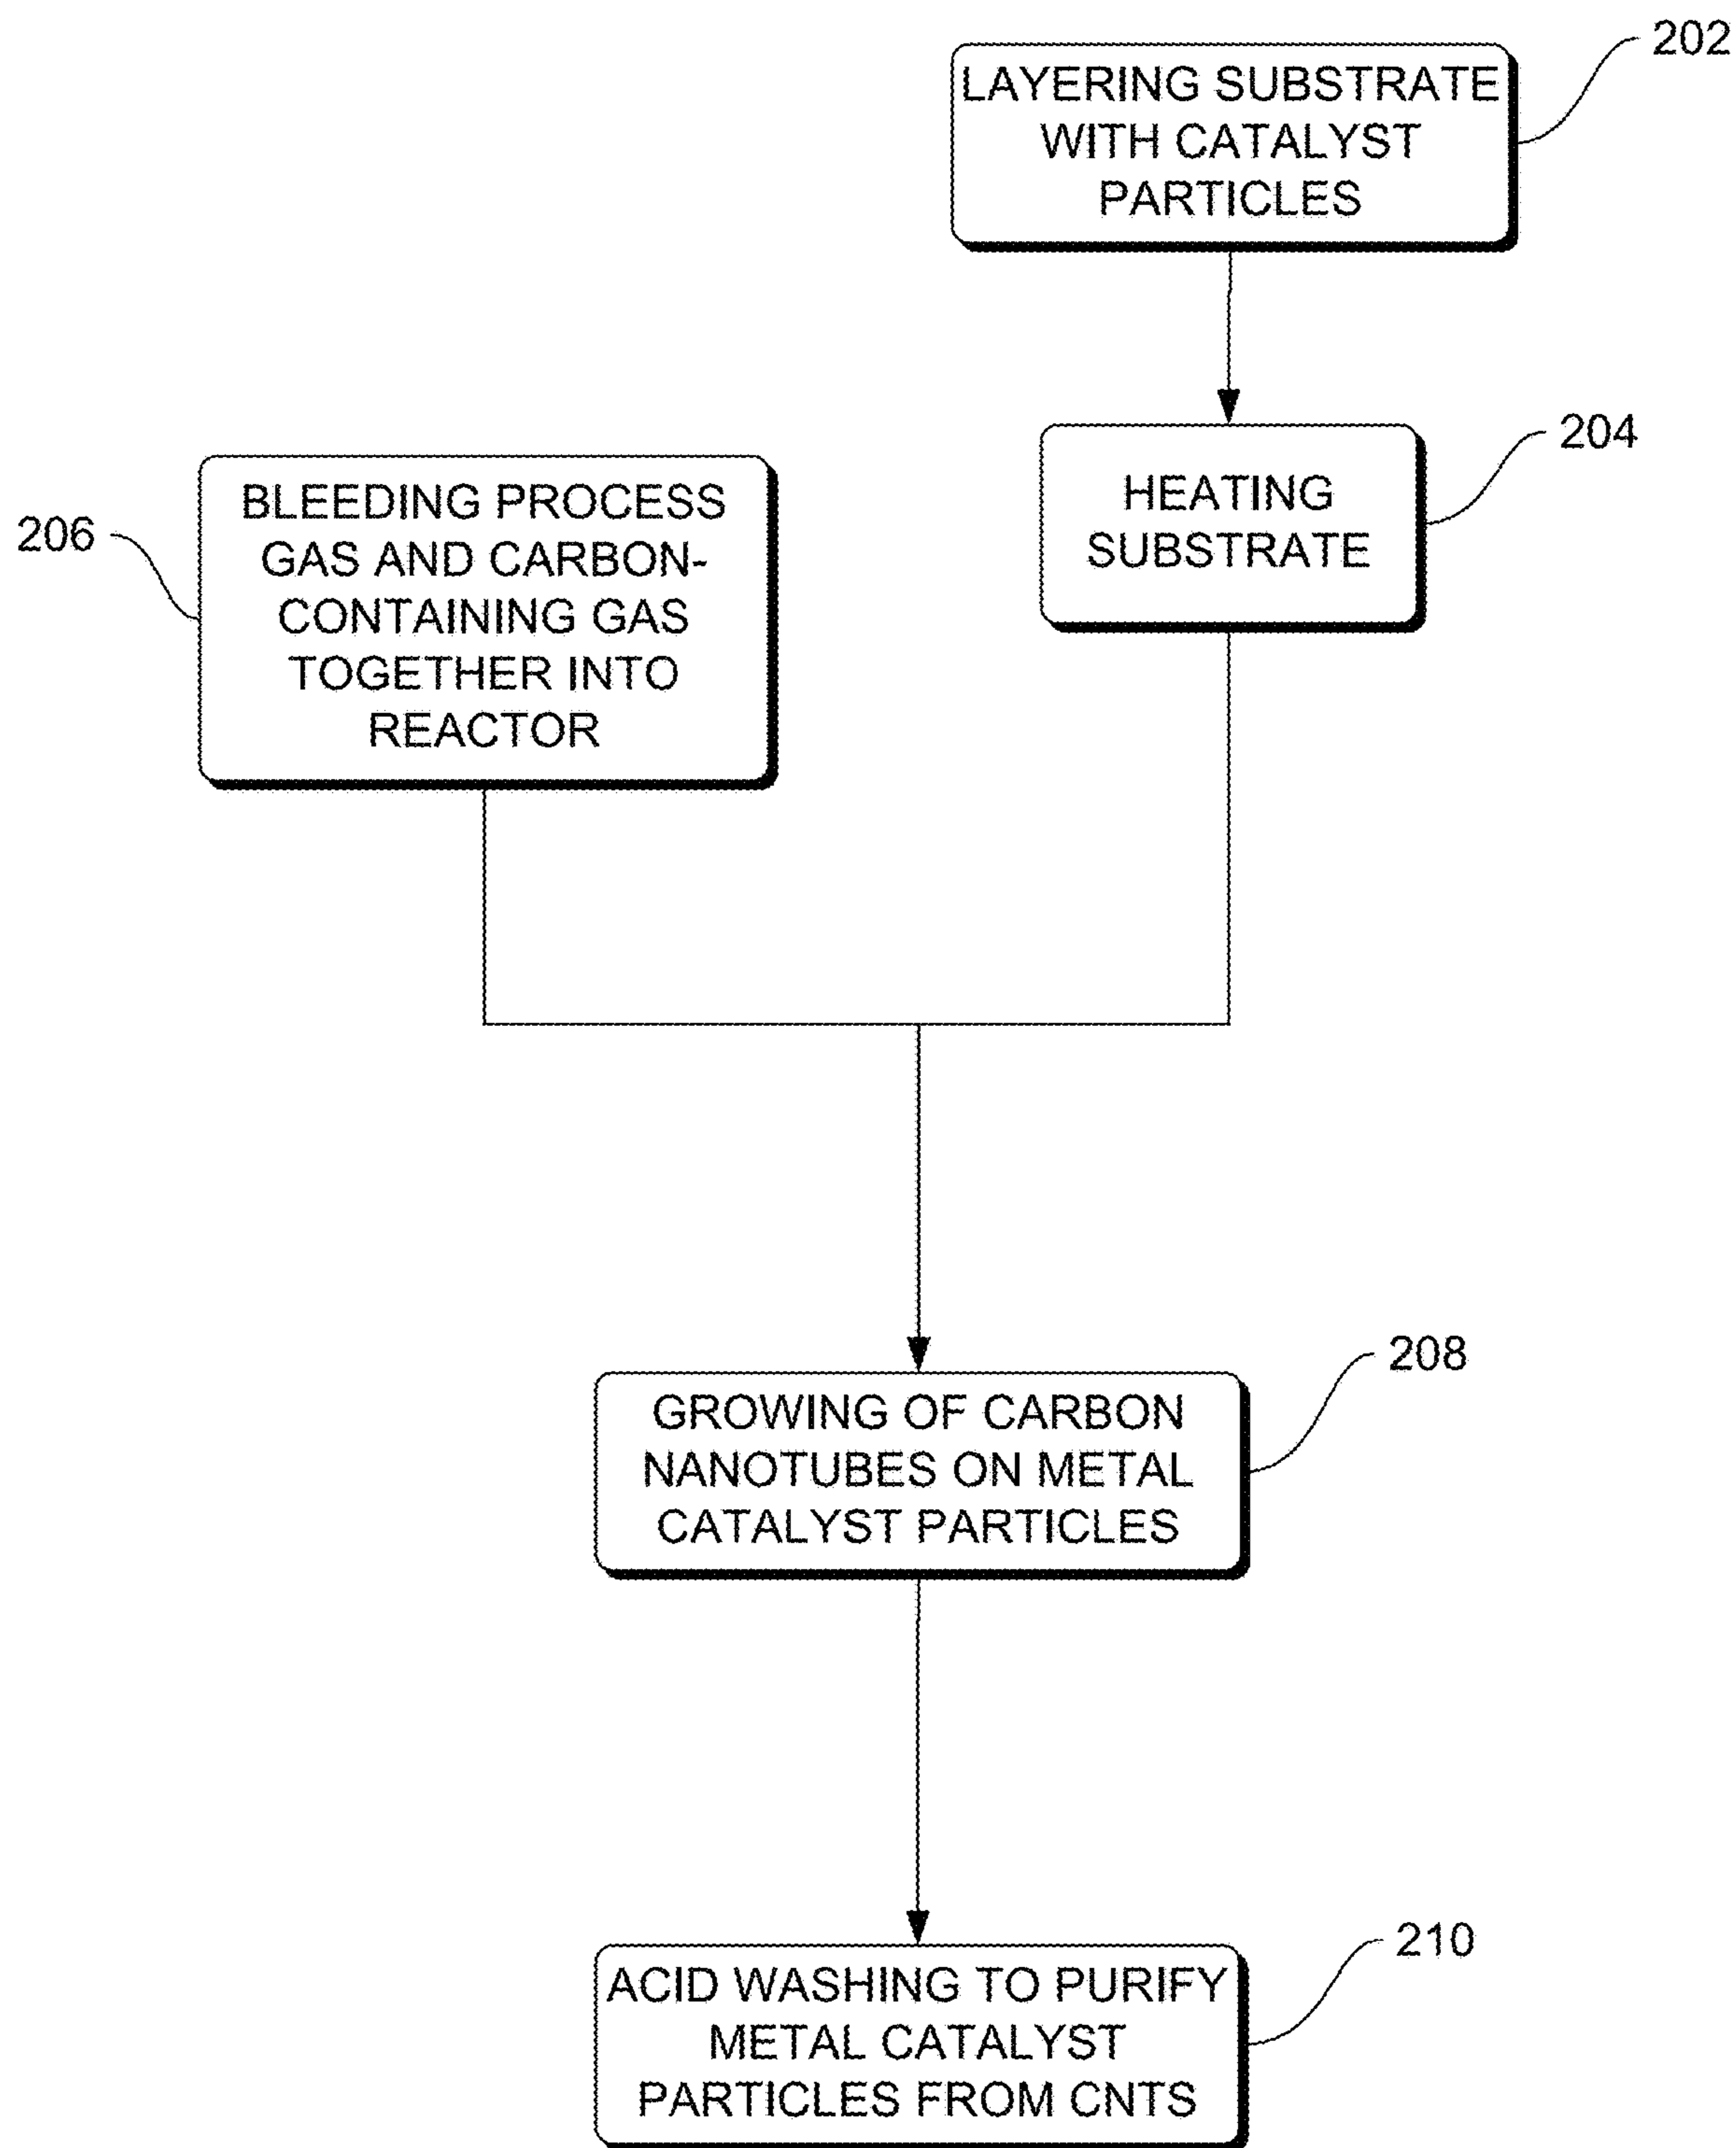 202
LAYERING SUBSTRATE
WITH CATALYST
PARTICLES
204
HEATING
SUBSTRATE
206
BLEEDING PROCESS
GAS AND CARBON-
CONTAINING GAS
TOGETHER INTO
REACTOR
208
GROWING OF CARBON
NANOTUBES ON METAL
CATALYST PARTICLES
210
ACID WASHING TO PURIFY
METAL CATALYST
PARTICLES FROM CNTS